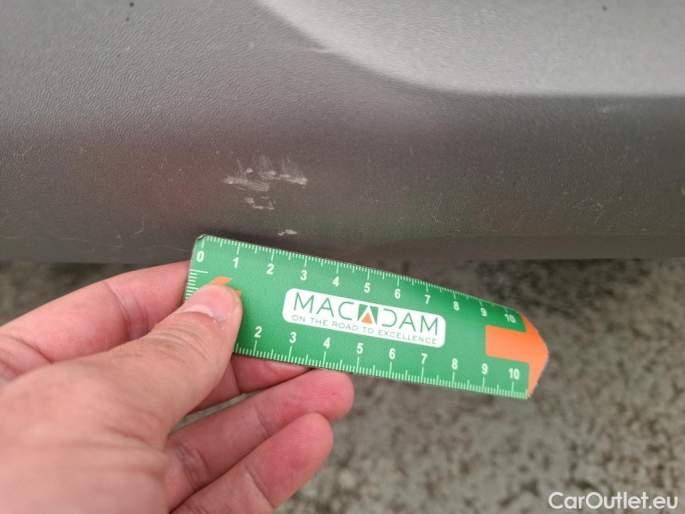 0 1 2 3 4 5 6 7 8 9 10
MACADAM
ON THE ROAD TO EXCELLENCE
2 3 4 5 6 7 8 9 10
CarOutlet.eu